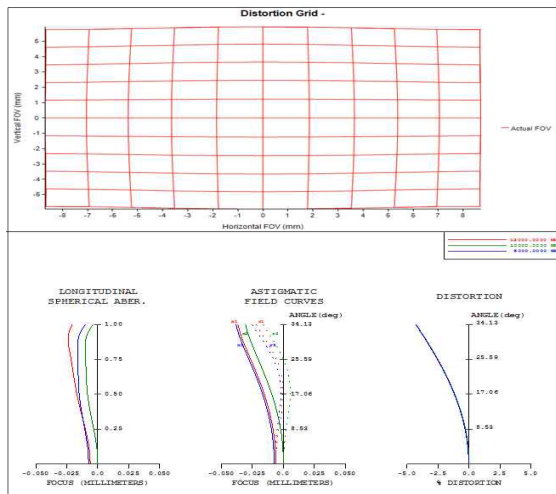 Distortion Grid -
Vertical FOV (mm)
6
5
4
3
2
1
0
-1
-2
-3
-4
-5
-8 -7 -6 -5 -4 -3 -2 -1 0 1 2 3 4 5 6 7 8
Horizontal FOV (mm)
Actual FOV
LONGITUDINAL
SPHERICAL ABER.
1.00
0.75
0.50
0.25
-0.050 -0.025 0.0 0.025 0.050
FOCUS (MILLIMETERS)
ASTIGMATIC
FIELD CURVES
ANGLE(deg)
34.13
25.59
17.06
8.53
-0.050 -0.025 0.0 0.025 0.050
FOCUS (MILLIMETERS)
DISTORTION
ANGLE(deg)
34.13
25.59
17.06
8.53
-5.0 -2.5 0.0 2.5 5.0
% DISTORTION